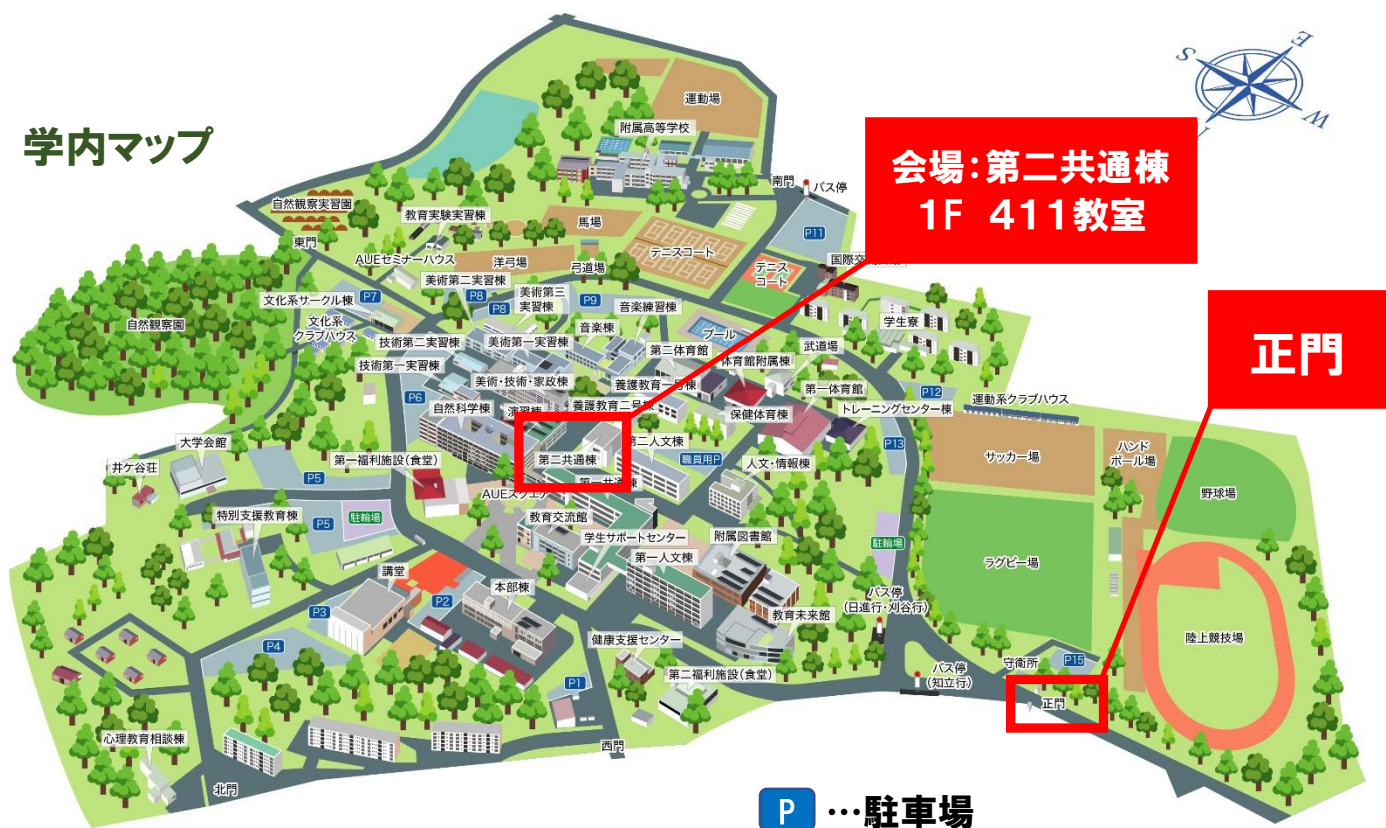 学内マップ
会場:第二共通棟
1F 411教室
正門
運動場
附属高等学校
南門
バス停
P11
自然観察実習園
教育実験実習棟
東門
馬場
テニスコート
AUEセミナーハウス
洋弓場
弓道場
テニス
コート
国際交
美術第二実習棟
文化系サークル棟
P7
P8
P8
美術第三
実習棟
P9
音楽練習棟
プール
学生寮
自然観察園
文化系
クラブハウス
技術第二実習棟
美術第一実習棟
音楽棟
第二体育館
体育館附属棟
武道場
技術第一実習棟
美術・技術・家政棟
養護教育一号棟
第一体育館
P12
運動系クラブハウス
P6
自然科学棟
演習棟
養護教育二号棟
保健体育棟
トレーニングセンター棟
大学会館
井ケ谷荘
第一福利施設(食堂)
第二共通棟
第二人文棟
職員用P
人文・情報棟
P13
サッカー場
ハンド
ボール場
野球場
P5
AUEスクエア
第一共通棟
特別支援教育棟
P5
駐輪場
教育交流館
学生サポートセンター
附属図書館
駐輪場
第一人文棟
ラグビー場
講堂
本部棟
P2
P3
P4
教育未来館
バス停
(日進行・刈谷行)
陸上競技場
健康支援センター
第二福利施設(食堂)
バス停
(知立行)
守衛所
P15
正門
P1
心理教育相談棟
西門
北門
P …駐車場
S
E
W